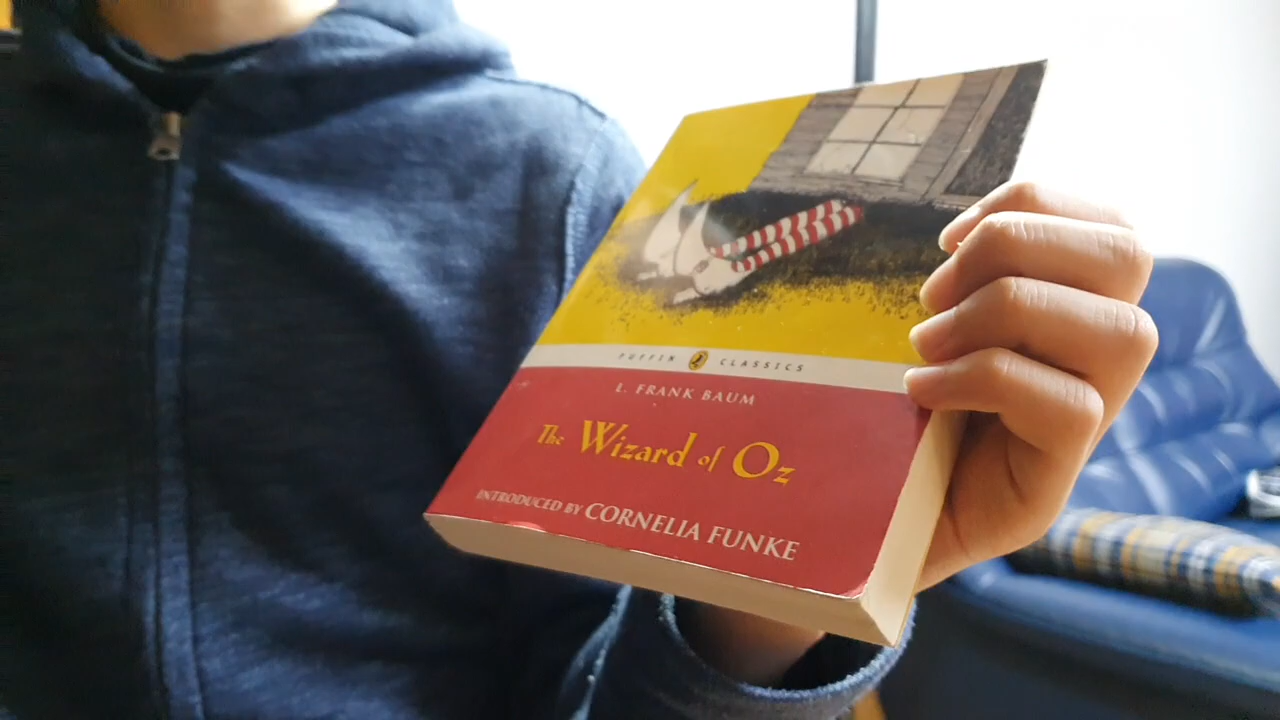 PUFFIN CLASSICS
L. FRANK BAUM
The Wizard of Oz
INTRODUCED BY CORNELIA FUNKE